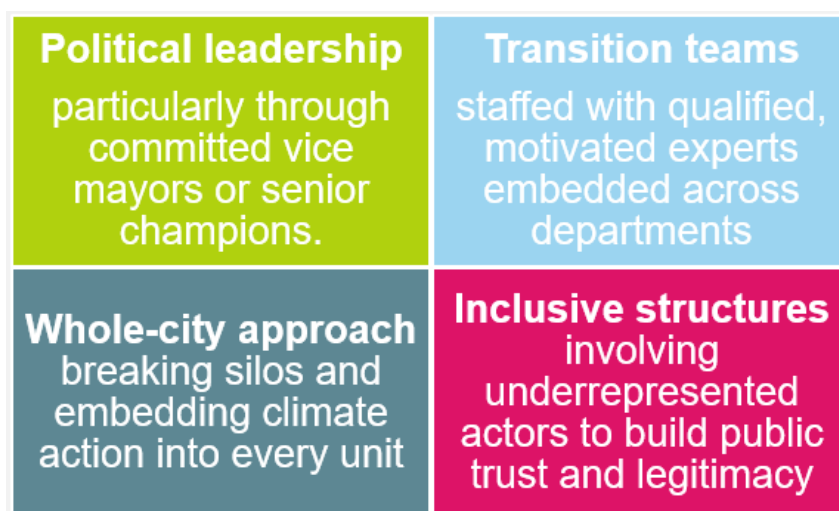 Political leadership
particularly through
committed vice
mayors or senior
champions.
Transition teams
staffed with qualified,
motivated experts
embedded across
departments
Whole-city approach
breaking silos and
embedding climate
action into every unit
Inclusive structures
involving
underrepresented
actors to build public
trust and legitimacy